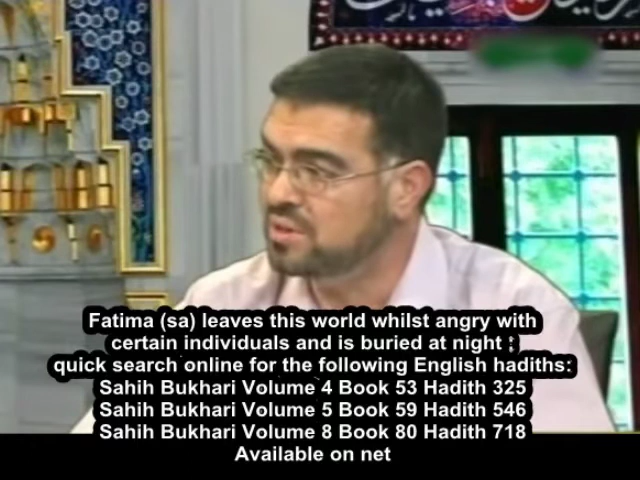 Fatima (sa) leaves this world whilst angry with
certain individuals and is buried at night :
quick search online for the following English hadiths:
Sahih Bukhari Volume 4 Book 53 Hadith 325
Sahih Bukhari Volume 5 Book 59 Hadith 546
Sahih Bukhari Volume 8 Book 80 Hadith 718
Available on net